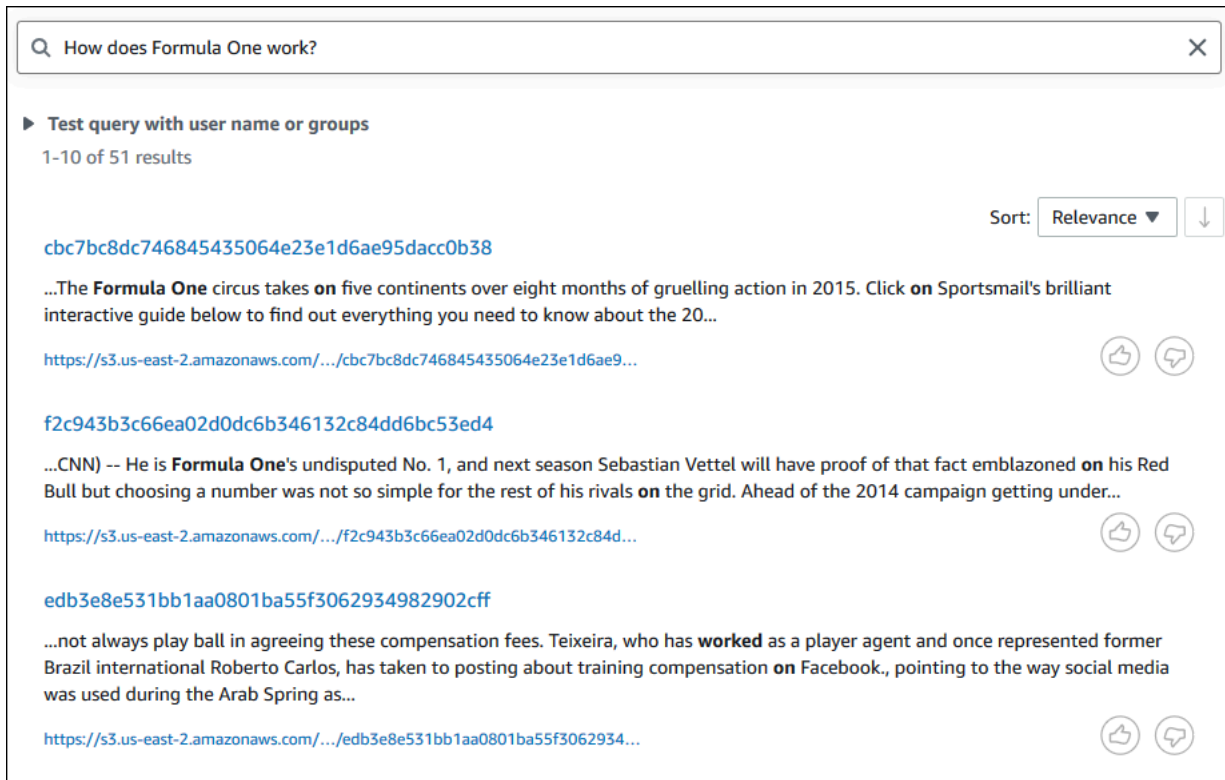 How does Formula One work?
Test query with user name or groups
1-10 of 51 results
Sort: Relevance
cbc7bc8dc746845435064e23e1d6ae95dacc0b38
...The Formula One circus takes on five continents over eight months of gruelling action in 2015. Click on Sportsmail's brilliant
interactive guide below to find out everything you need to know about the 20...
https://s3.us-east-2.amazonaws.com/.../cbc7bc8dc746845435064e23e1d6ae9...
f2c943b3c66ea02d0dc6b346132c84dd6bc53ed4
...CNN) -- He is Formula One's undisputed No. 1, and next season Sebastian Vettel will have proof of that fact emblazoned on his Red
Bull but choosing a number was not so simple for the rest of his rivals on the grid. Ahead of the 2014 campaign getting under...
https://s3.us-east-2.amazonaws.com/.../f2c943b3c66ea02d0dc6b346132c84d...
edb3e8e531bb1aa0801ba55f3062934982902cff
...not always play ball in agreeing these compensation fees. Teixeira, who has worked as a player agent and once represented former
Brazil international Roberto Carlos, has taken to posting about training compensation on Facebook., pointing to the way social media
was used during the Arab Spring as...
https://s3.us-east-2.amazonaws.com/.../edb3e8e531bb1aa0801ba55f3062934...